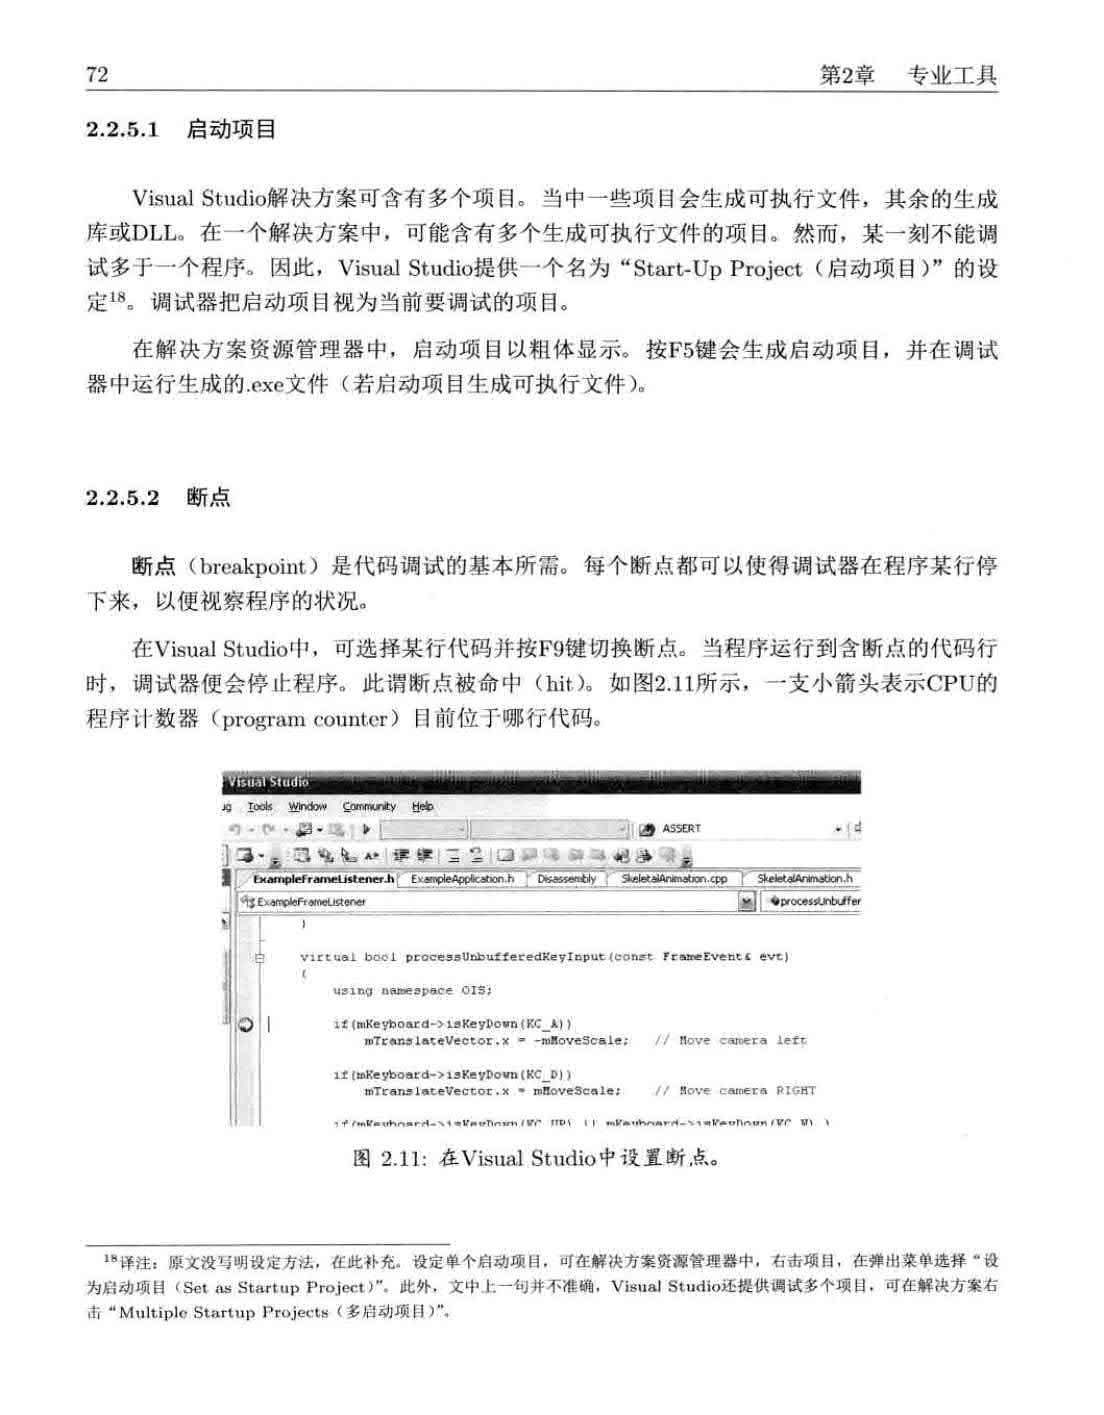 72
第2章 专业工具
2.2.5.1 启动项目
Visual Studio解决方案可含有多个项目。当中一些项目会生成可执行文件，其余的生成
库或DLL。在一个解决方案中，可能含有多个生成可执行文件的项目。然而，某一刻不能调
试多于一个程序。因此，Visual Studio提供一个名为“Start-Up Project（启动项目）”的设
定18。调试器把启动项目视为当前要调试的项目。
在解决方案资源管理器中，启动项目以粗体显示。按F5键会生成启动项目，并在调试
器中运行生成的.exe文件（若启动项目生成可执行文件）。
2.2.5.2 断点
断点（breakpoint）是代码调试的基本所需。每个断点都可以使得调试器在程序某行停
下来，以便视察程序的状况。
在Visual Studio中，可选择某行代码并按F9键切换断点。当程序运行到含断点的代码行
时，调试器便会停止程序。此谓断点被命中（hit）。如图2.11所示，一支小箭头表示CPU的
程序计数器（program counter）目前位于哪行代码。
Visual Studio
ug Tools Window Community Help
ASSERT
ExampleFrameListener.h ExampleApplication.h Disassembly SkeletalAnimation.cpp SkeletalAnimation.h
ExampleFrameListener processUnbuffer
}
virtual bool processUnbufferedKeyInput(const FrameEvent& evt)
{
using namespace OIS;
if(mKeyboard->isKeyDown(KC_A))
mTranslateVector.x = -mMoveScale; // Move camera left
if(mKeyboard->isKeyDown(KC_D))
mTranslateVector.x = mMoveScale; // Move camera RIGHT
if(mKeyboard->isKeyDown(KC_UP) || mKeyboard->isKeyDown(KC_W) )
图 2.11: 在Visual Studio中设置断点。
18译注：原文没写明设定方法，在此补充。设定单个启动项目，可在解决方案资源管理器中，右击项目，在弹出菜单选择“设
为启动项目（Set as Startup Project）”。此外，文中上一句并不准确，Visual Studio还提供调试多个项目，可在解决方案右
击“Multiple Startup Projects（多启动项目）”。